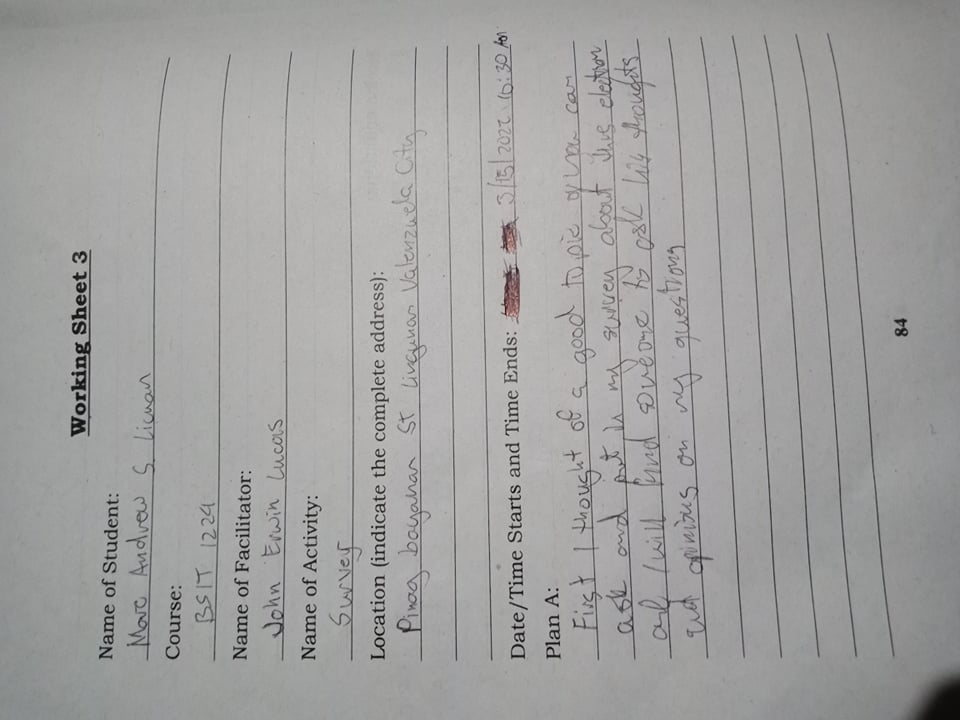 Working Sheet 3
Name of Student:
Marc Andrew S Licuan
Course:
BSIT 1224
Name of Facilitator:
John Erwin Lucas
Name of Activity:
Survey
Location (indicate the complete address):
Pinag bayanan St Lingunan Valenzuela City
Date/Time Starts and Time Ends: 3/15/2022 10:30 Am
Plan A:
First I thought of a good topic you can
ask and put in my survey about this election
and I will find someone to ask his thoughts
and opinions on my questions
84